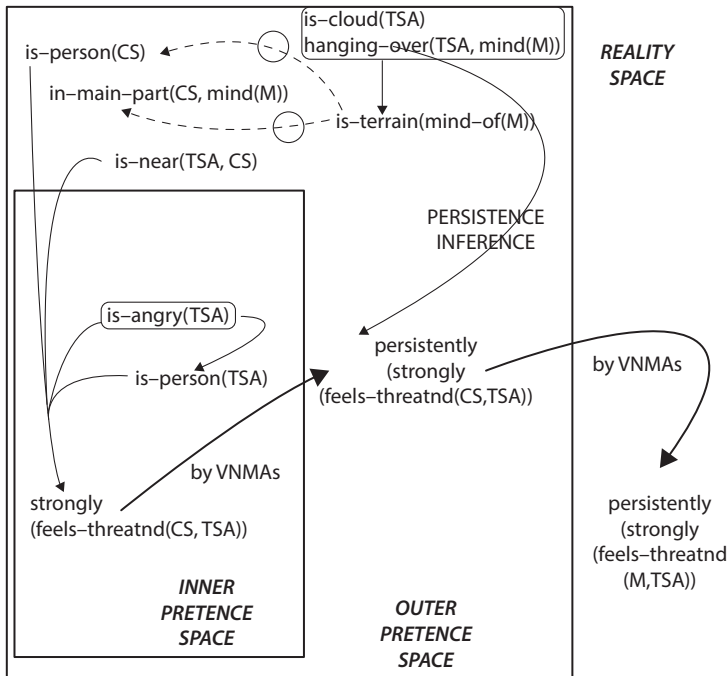 is–cloud(TSA)
hanging–over(TSA, mind(M))
is–person(CS)
REALITY
SPACE
in–main–part(CS, mind(M))
is–terrain(mind–of(M))
is–near(TSA, CS)
PERSISTENCE
INFERENCE
is–angry(TSA)
is–person(TSA)
persistently
(strongly
(feels–threatnd(CS,TSA))
by VNMAs
by VNMAs
strongly
(feels–threatnd(CS, TSA))
persistently
(strongly
(feels–threatnd
(M,TSA))
INNER
PRETENCE
SPACE
OUTER
PRETENCE
SPACE